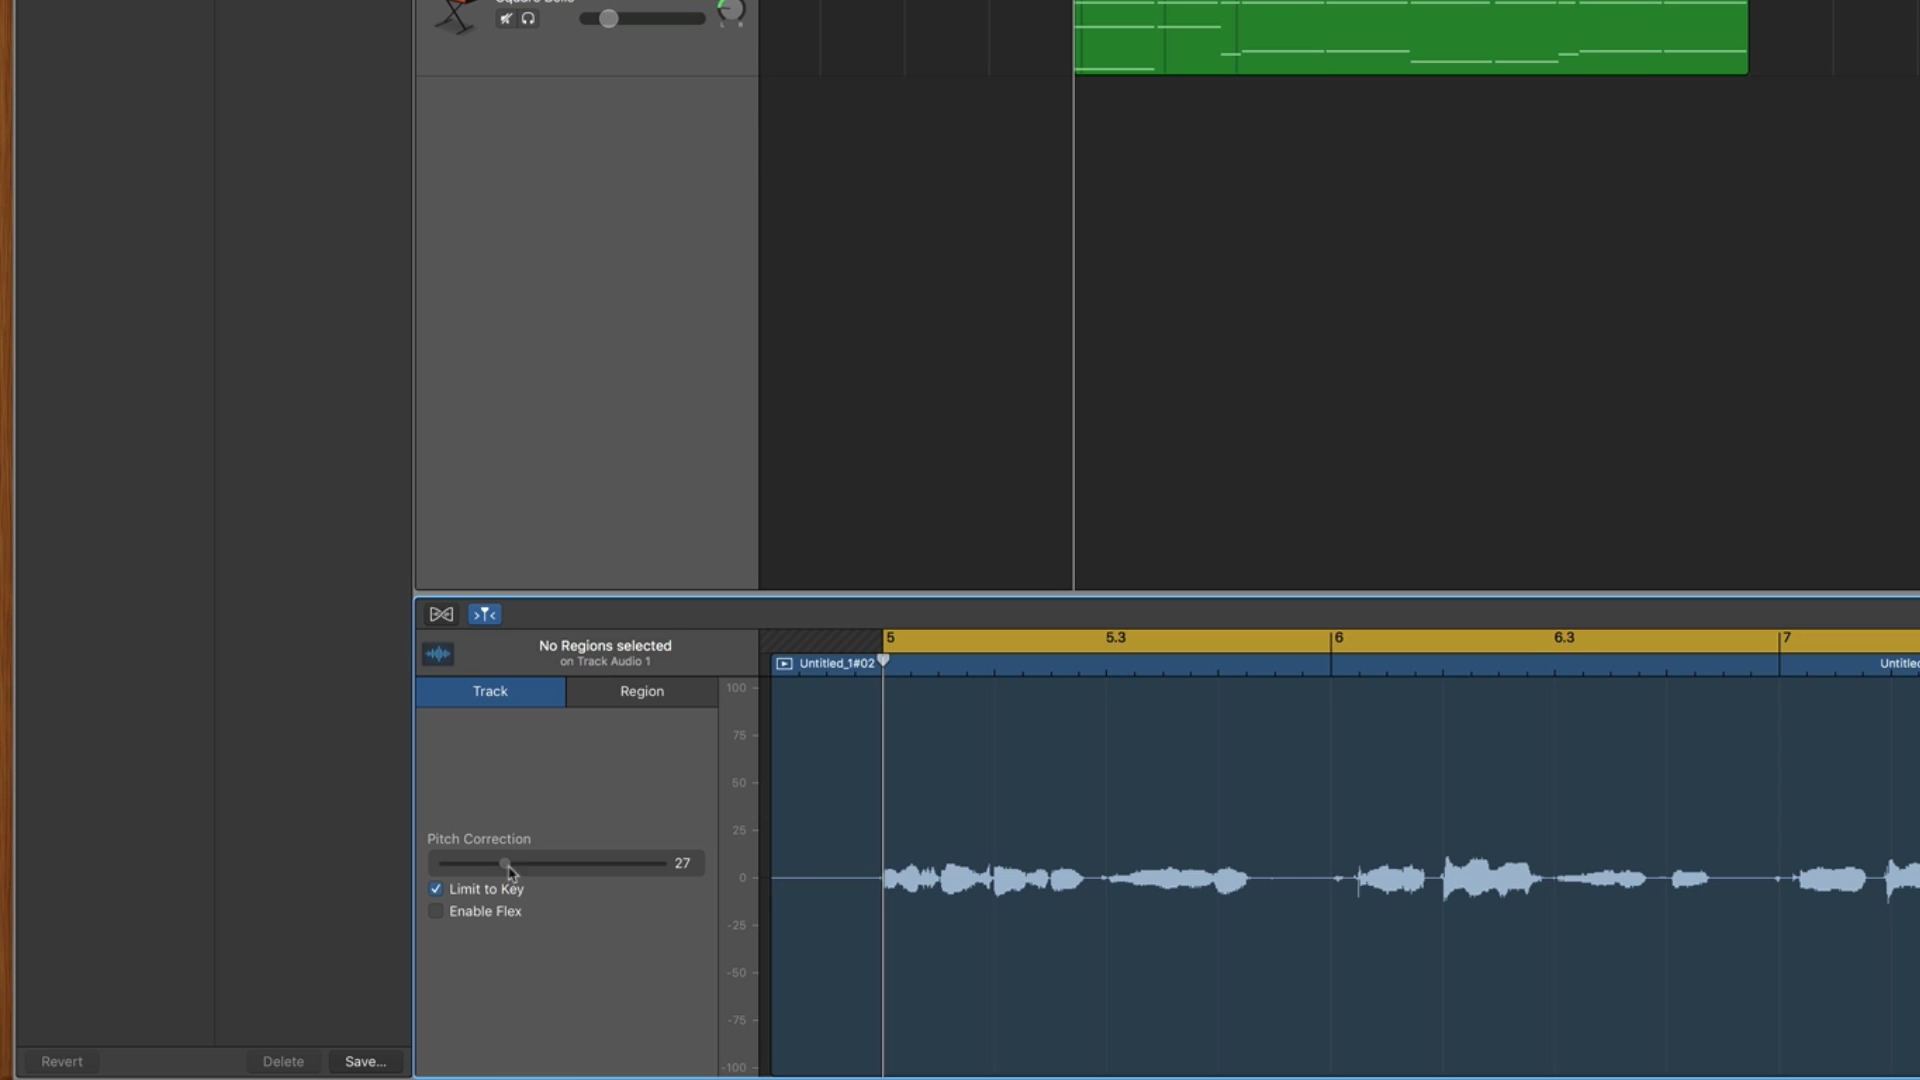 L R
No Regions selected
on Track Audio 1
5 5.3 6 6.3 7
Untitled_1#02
Track Region
100
75
50
25
0
-25
-50
-75
-100
Pitch Correction
27
Limit to Key
Enable Flex
Revert Delete Save...